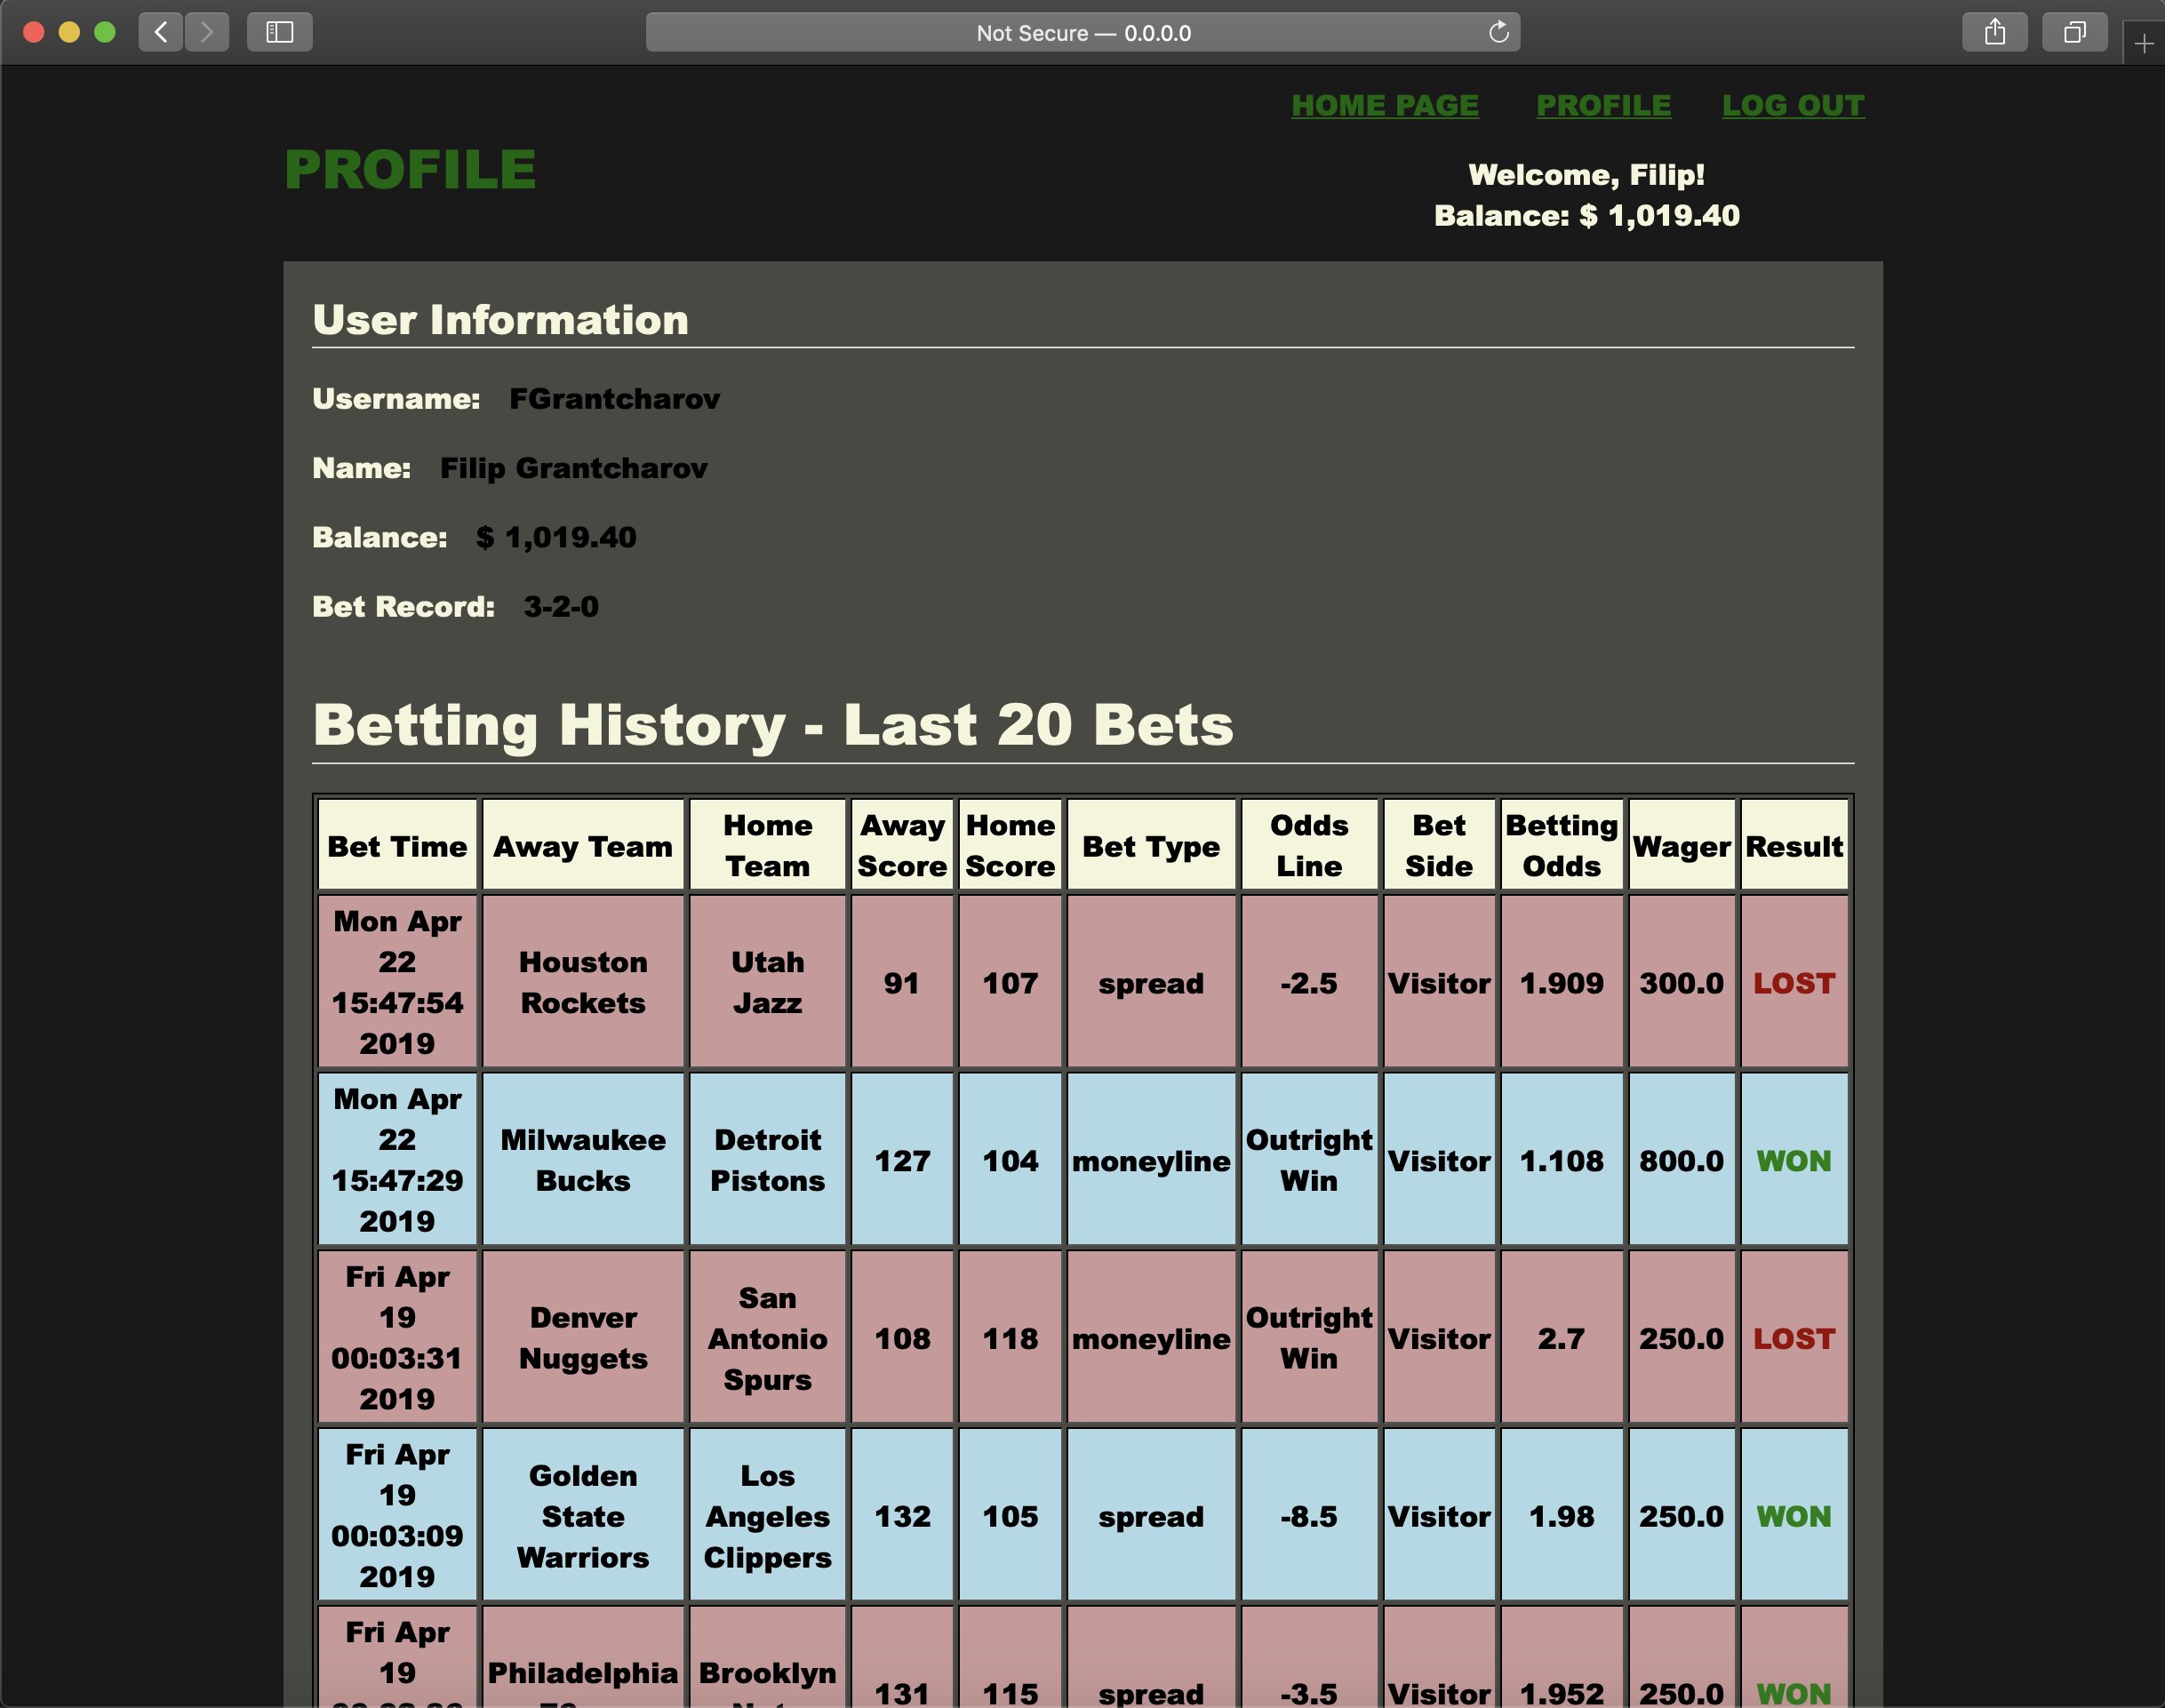 Not Secure — 0.0.0.0
HOME PAGE PROFILE LOG OUT
PROFILE
Welcome, Filip!
Balance: $ 1,019.40
User Information
Username: FGrantcharov
Name: Filip Grantcharov
Balance: $ 1,019.40
Bet Record: 3-2-0
Betting History - Last 20 Bets
Bet Time Away Team Home Team Away Score Home Score Bet Type Odds Line Bet Side Betting Odds Wager Result
Mon Apr 22 15:47:54 2019 Houston Rockets Utah Jazz 91 107 spread -2.5 Visitor 1.909 300.0 LOST
Mon Apr 22 15:47:29 2019 Milwaukee Bucks Detroit Pistons 127 104 moneyline Outright Win Visitor 1.108 800.0 WON
Fri Apr 19 00:03:31 2019 Denver Nuggets San Antonio Spurs 108 118 moneyline Outright Win Visitor 2.7 250.0 LOST
Fri Apr 19 00:03:09 2019 Golden State Warriors Los Angeles Clippers 132 105 spread -8.5 Visitor 1.98 250.0 WON
Fri Apr 19 Philadelphia Brooklyn 131 115 spread -3.5 Visitor 1.952 250.0 WON